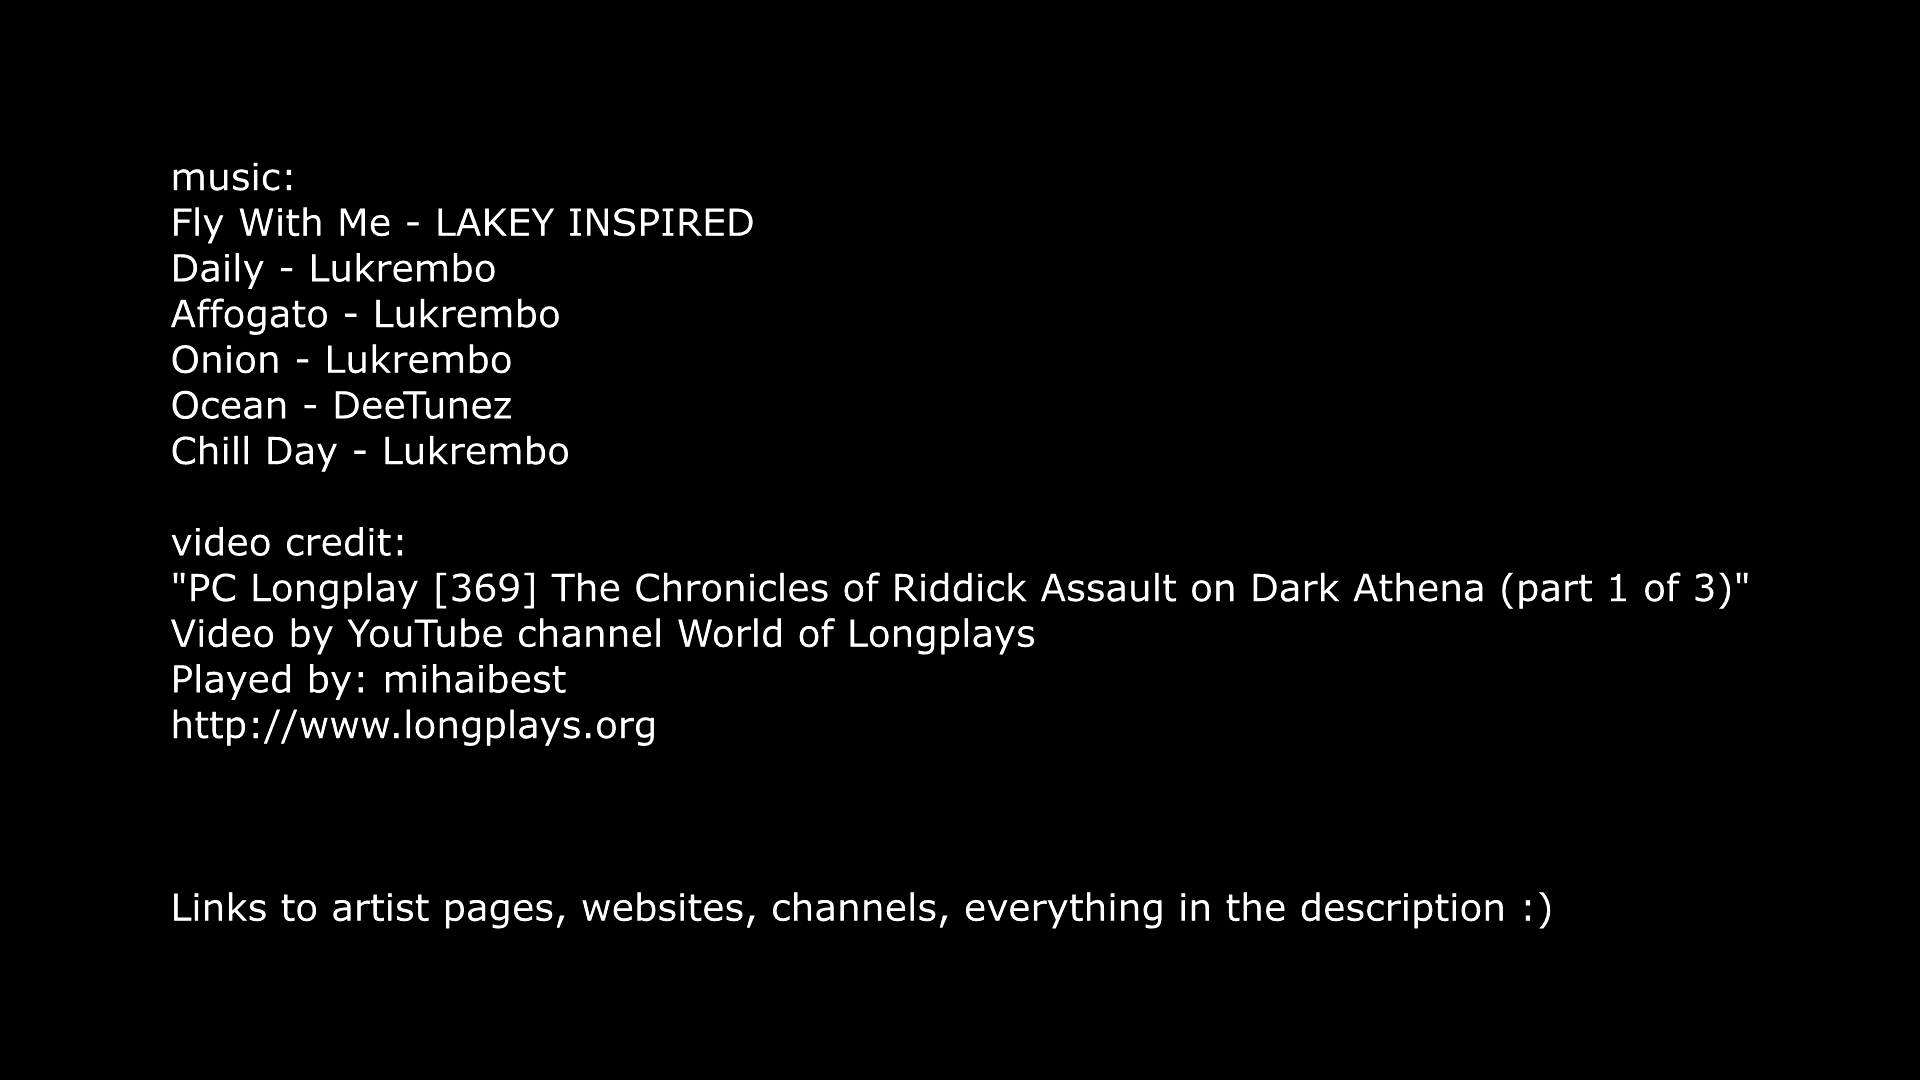 music:
Fly With Me - LAKEY INSPIRED
Daily - Lukrembo
Affogato - Lukrembo
Onion - Lukrembo
Ocean - DeeTunez
Chill Day - Lukrembo
video credit:
"PC Longplay [369] The Chronicles of Riddick Assault on Dark Athena (part 1 of 3)"
Video by YouTube channel World of Longplays
Played by: mihaibest
http://www.longplays.org
Links to artist pages, websites, channels, everything in the description :)